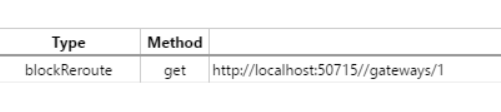 Type Method
blockReroute get http://localhost:50715//gateways/1